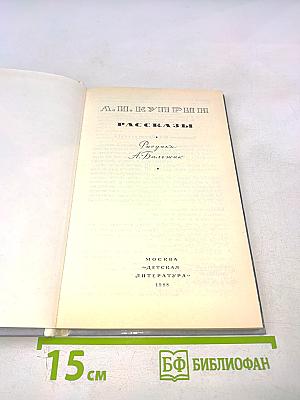 А. И. КУПРИН
РАССКАЗЫ
Рисунки
МОСКВА
«ДЕТСКАЯ
ЛИТЕРАТУРА»
15 см
БФ БИБЛИОФАН